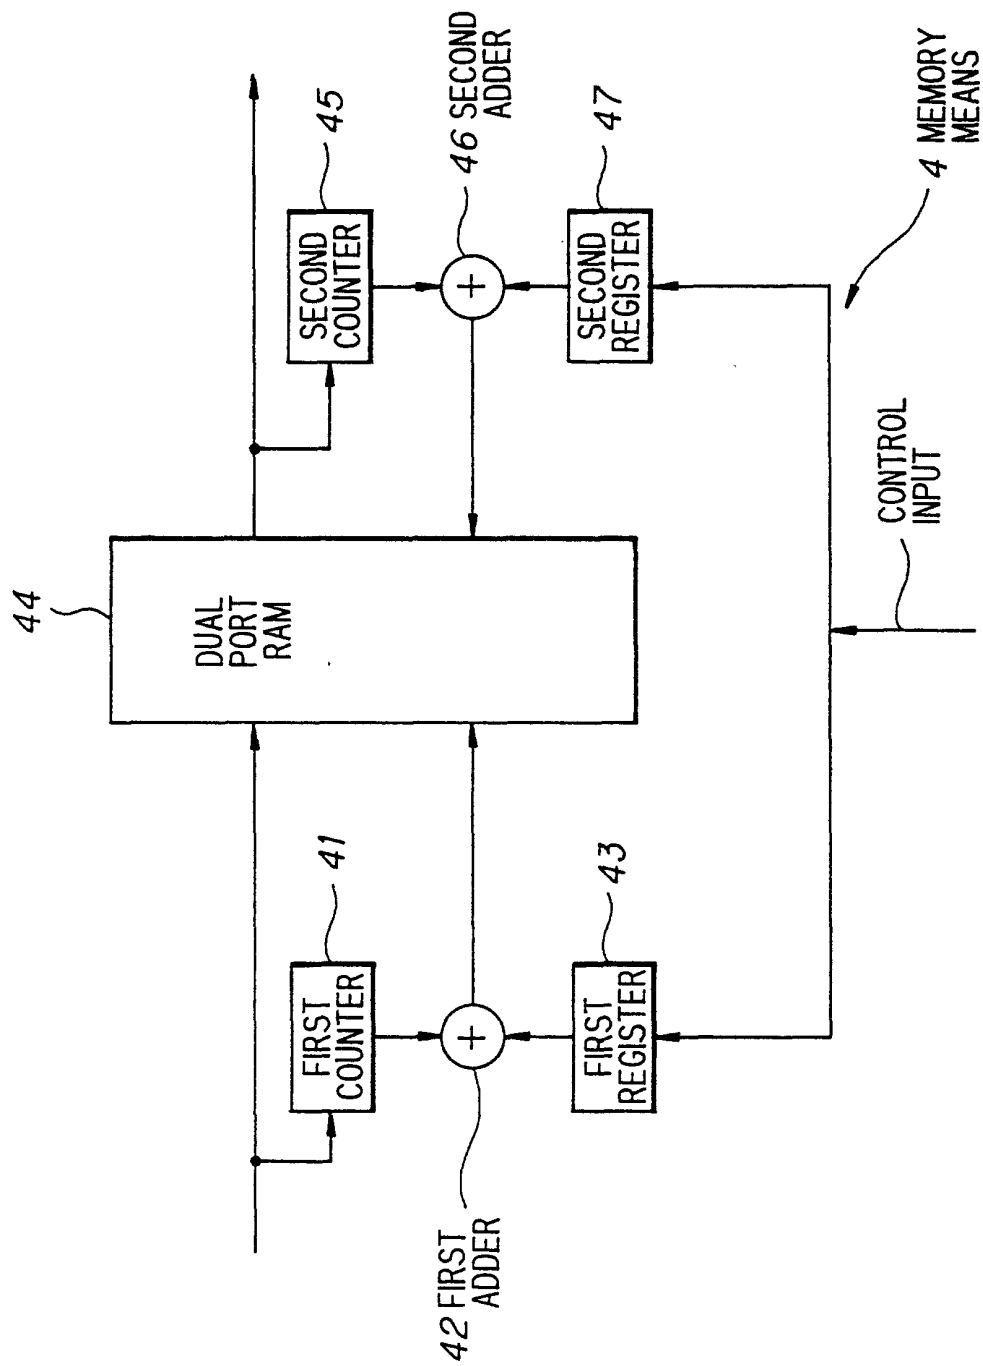 44
DUAL
PORT
RAM
41
FIRST
COUNTER
45
SECOND
COUNTER
42 FIRST
ADDER
+
46 SECOND
ADDER
+
43
FIRST
REGISTER
47
SECOND
REGISTER
CONTROL
INPUT
4 MEMORY
MEANS